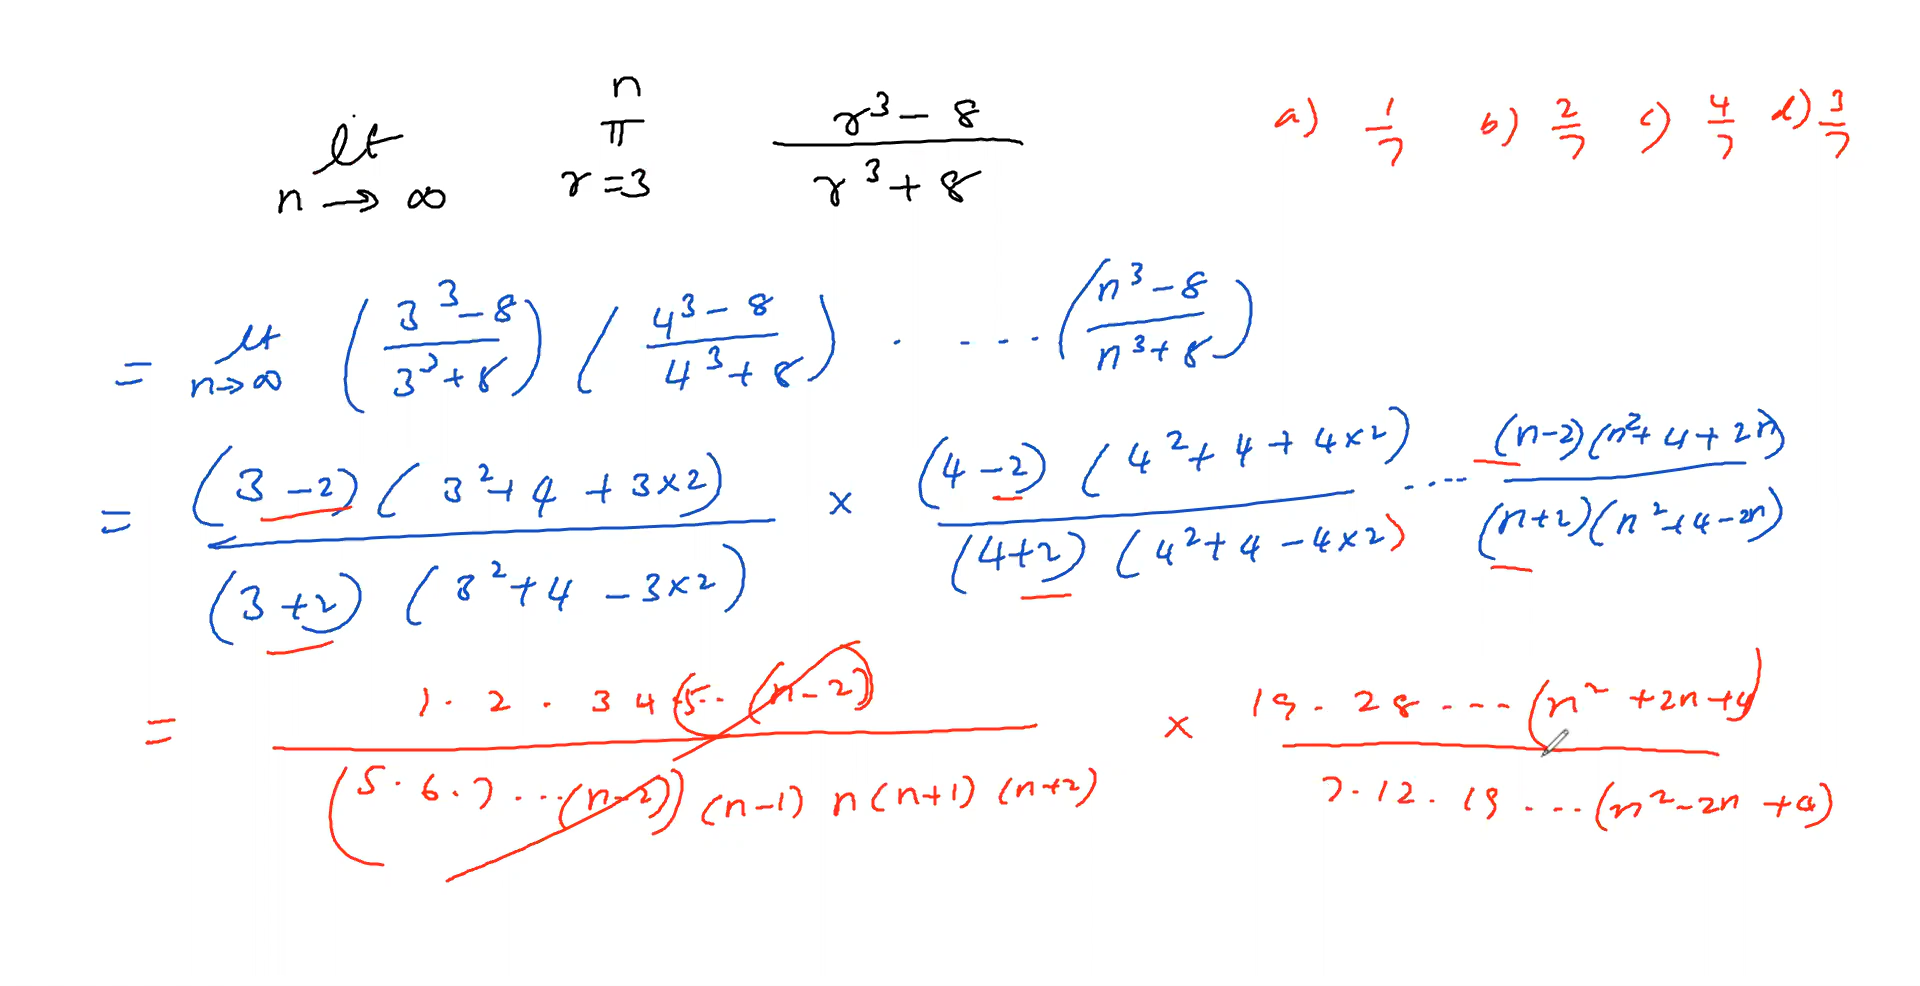 lt n→∞ n π r=3 r³-8 / r³+8 a) 1/7 b) 2/7 c) 4/7 d) 3/7
= lt n→∞ (3³-8 / 3³+8) (4³-8 / 4³+8) . .... (n³-8 / n³+8)
= (3-2)(3²+4+3×2) / (3+2)(3²+4-3×2) × (4-2)(4²+4+4×2) / (4+2)(4²+4-4×2) ..... (n-2)(n²+4+2n) / (n+2)(n²+4-2n)
= 1. 2 . 3 4 (5.. (n-2)) / (5.6.7...(n-2)) (n-1) n (n+1) (n+2) × 19. 28 .... (n²+2n+4) / 7.12.19 ... (n²-2n+4)